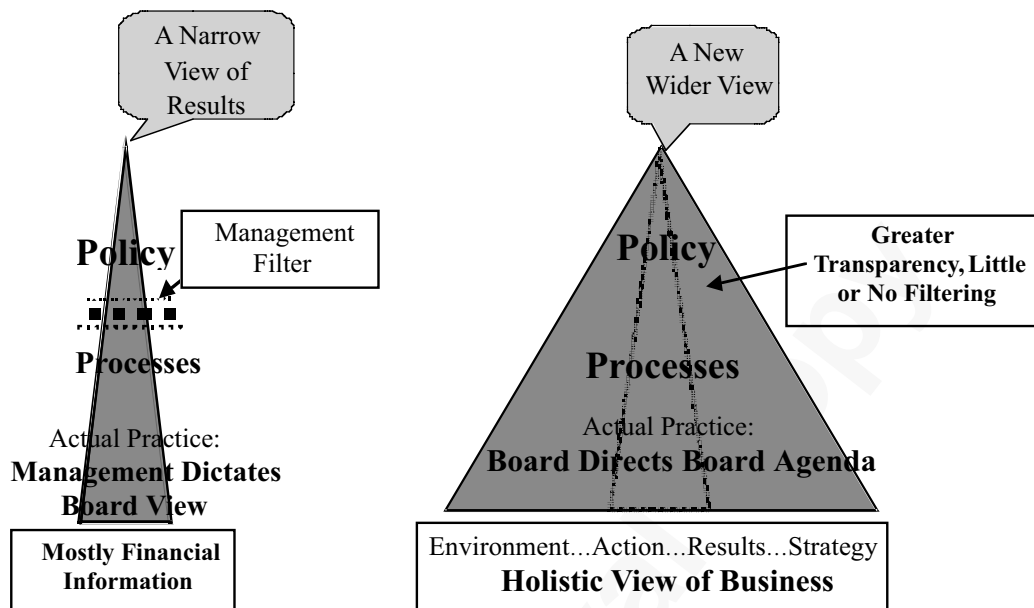 A Narrow
View of
Results
Policy
Management
Filter
Processes
Actual Practice:
Management Dictates
Board View
Mostly Financial
Information
A New
Wider View
Policy
Greater
Transparency, Little
or No Filtering
Processes
Actual Practice:
Board Directs Board Agenda
Environment...Action...Results...Strategy
Holistic View of Business